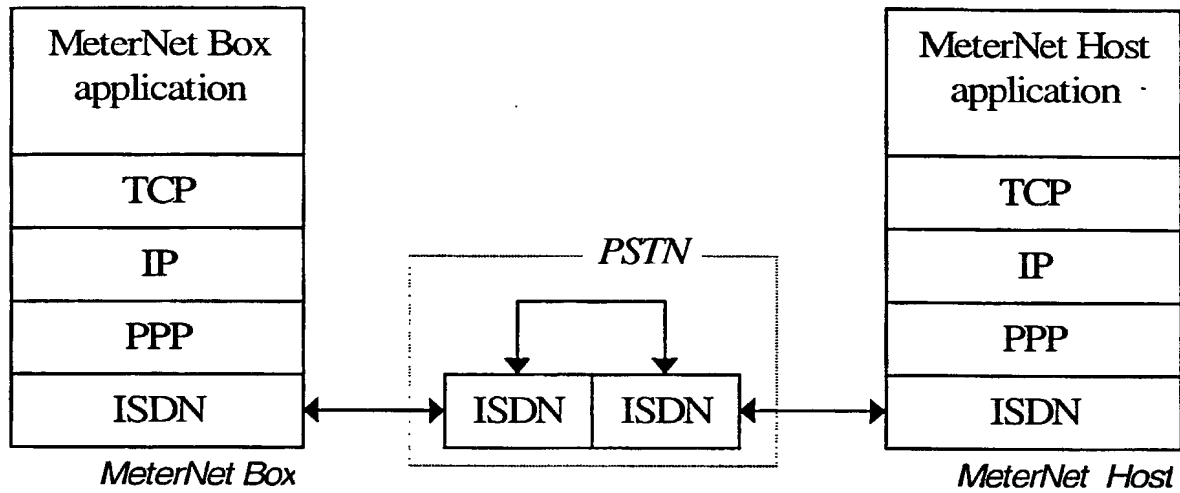 MeterNet Box
application
TCP
IP
PPP
ISDN
MeterNet Box
PSTN
ISDN ISDN
MeterNet Host
application
TCP
IP
PPP
ISDN
MeterNet Host